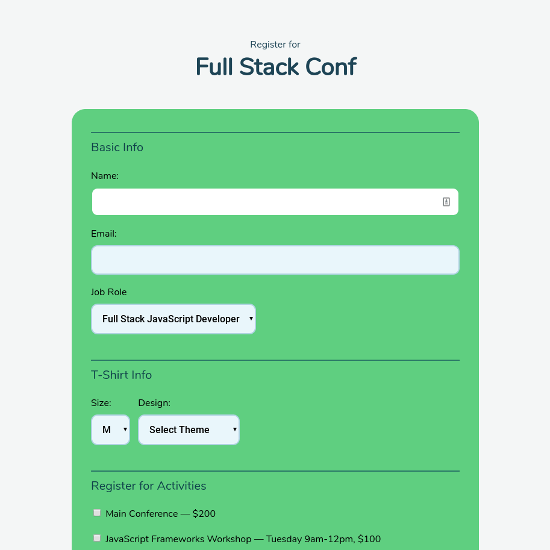 Register for
Full Stack Conf
Basic Info
Name:
Email:
Job Role
Full Stack JavaScript Developer
T-Shirt Info
Size: Design:
M Select Theme
Register for Activities
Main Conference — $200
JavaScript Frameworks Workshop — Tuesday 9am-12pm, $100